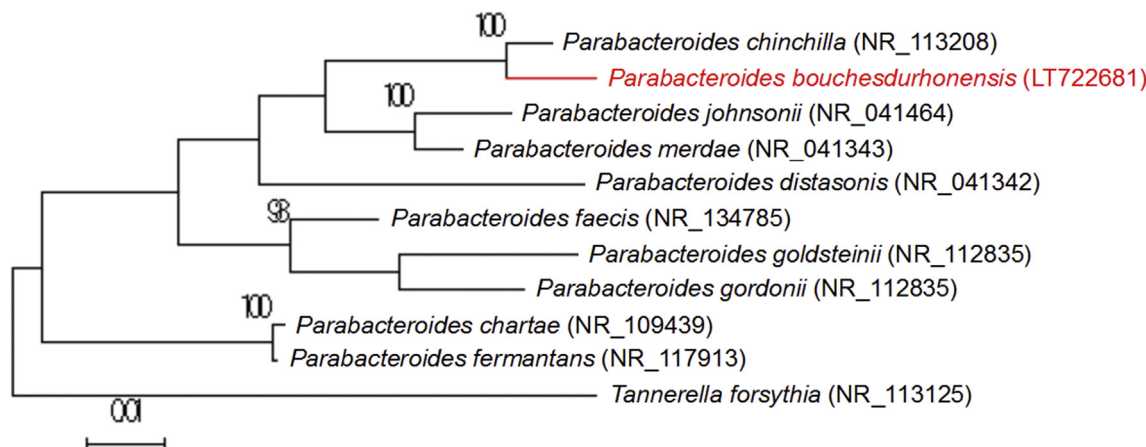 100
Parabacteroides chinchilla (NR_113208)
Parabacteroides bouchesdurhonensis (LT722681)
100
Parabacteroides johnsonii (NR_041464)
Parabacteroides merdae (NR_041343)
Parabacteroides distasonis (NR_041342)
98
Parabacteroides faecis (NR_134785)
Parabacteroides goldsteinii (NR_112835)
Parabacteroides gordonii (NR_112835)
100
Parabacteroides chartae (NR_109439)
Parabacteroides fermantans (NR_117913)
Tannerella forsythia (NR_113125)
0.01